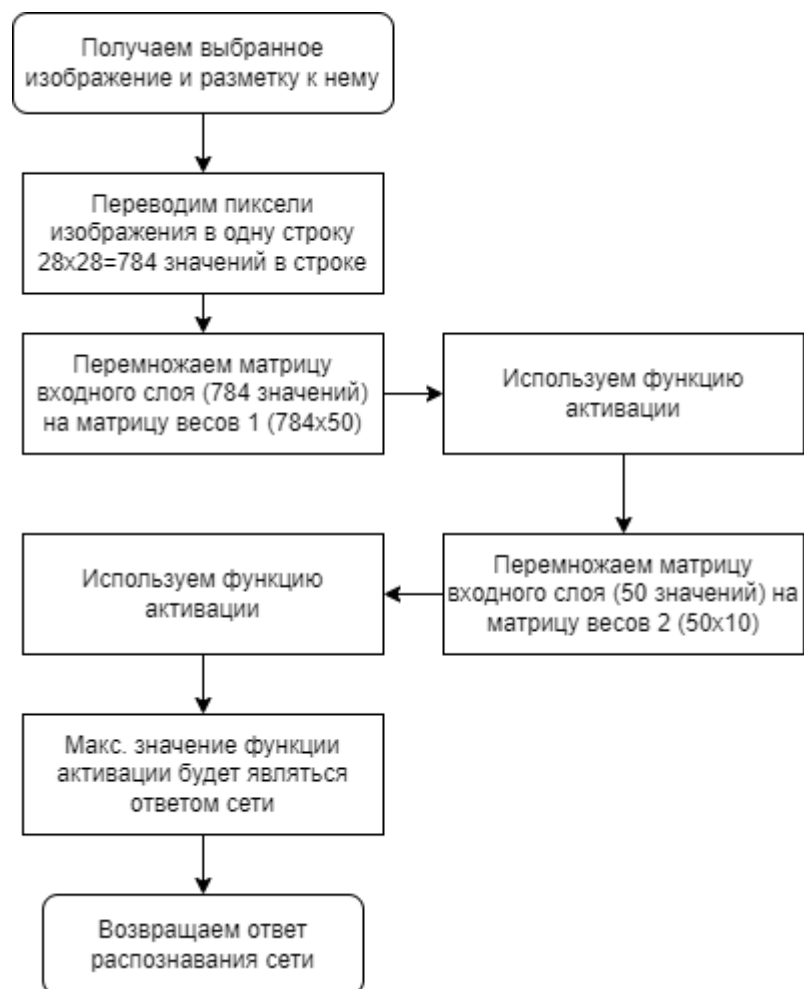 Получаем выбранное
изображение и разметку к нему
Переводим пиксели
изображения в одну строку
28x28=784 значений в строке
Перемножаем матрицу
входного слоя (784 значений)
на матрицу весов 1 (784x50)
Используем функцию
активации
Перемножаем матрицу
входного слоя (50 значений) на
матрицу весов 2 (50x10)
Используем функцию
активации
Макс. значение функции
активации будет являться
ответом сети
Возвращаем ответ
распознавания сети